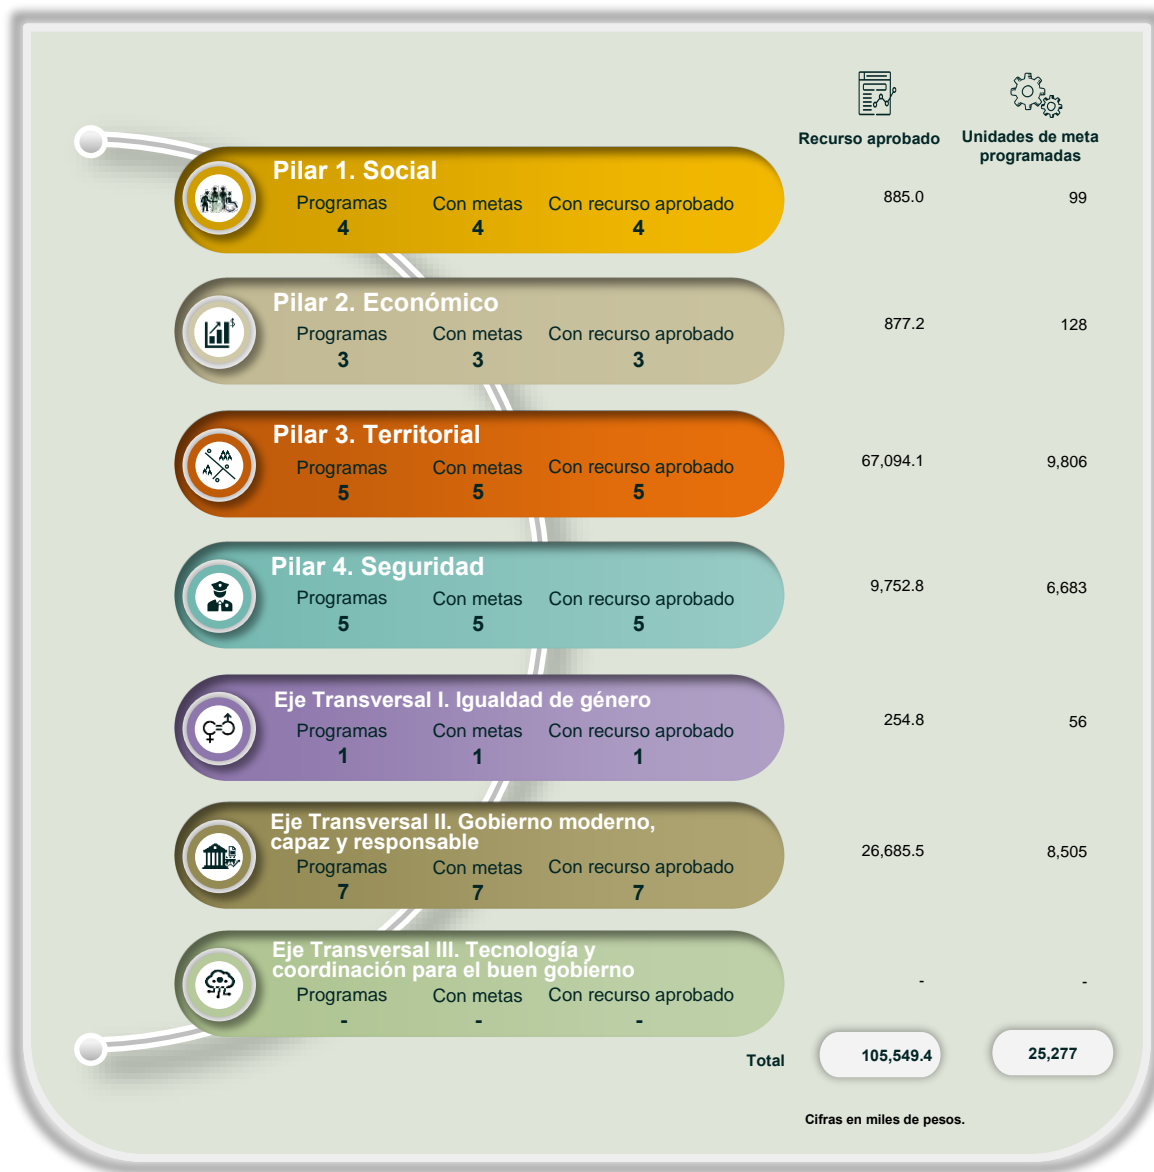 Recurso aprobado
Unidades de meta
programadas
Pilar 1. Social
Programas Con metas Con recurso aprobado
4 4 4
885.0 99
Pilar 2. Económico
Programas Con metas Con recurso aprobado
3 3 3
877.2 128
Pilar 3. Territorial
Programas Con metas Con recurso aprobado
5 5 5
67,094.1 9,806
Pilar 4. Seguridad
Programas Con metas Con recurso aprobado
5 5 5
9,752.8 6,683
Eje Transversal I. Igualdad de género
Programas Con metas Con recurso aprobado
1 1 1
254.8 56
Eje Transversal II. Gobierno moderno,
capaz y responsable
Programas Con metas Con recurso aprobado
7 7 7
26,685.5 8,505
Eje Transversal III. Tecnología y
coordinación para el buen gobierno
Programas Con metas Con recurso aprobado
- - -
- -
Total 105,549.4 25,277
Cifras en miles de pesos.